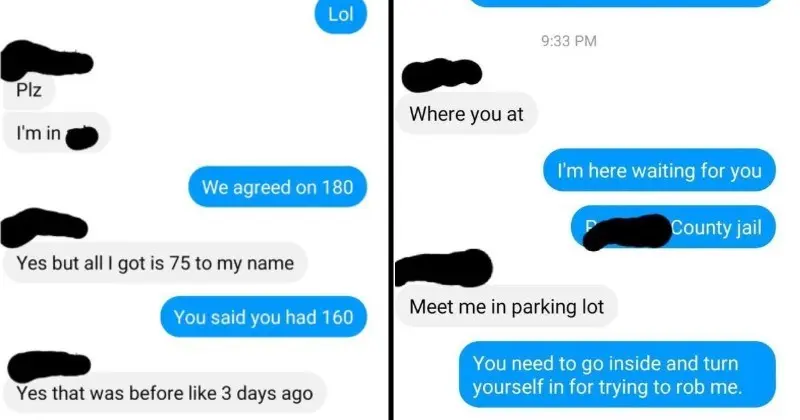 Lol
Plz
I'm in
We agreed on 180
Yes but all I got is 75 to my name
You said you had 160
Yes that was before like 3 days ago
9:33 PM
Where you at
I'm here waiting for you
County jail
Meet me in parking lot
You need to go inside and turn
yourself in for trying to rob me.